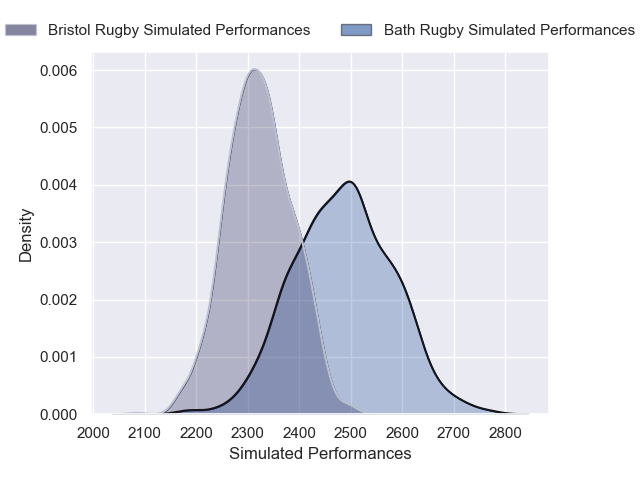 Bristol Rugby Simulated Performances
Bath Rugby Simulated Performances
0.006
0.005
0.004
0.003
0.002
0.001
0.000
Density
2000 2100 2200 2300 2400 2500 2600 2700 2800
Simulated Performances